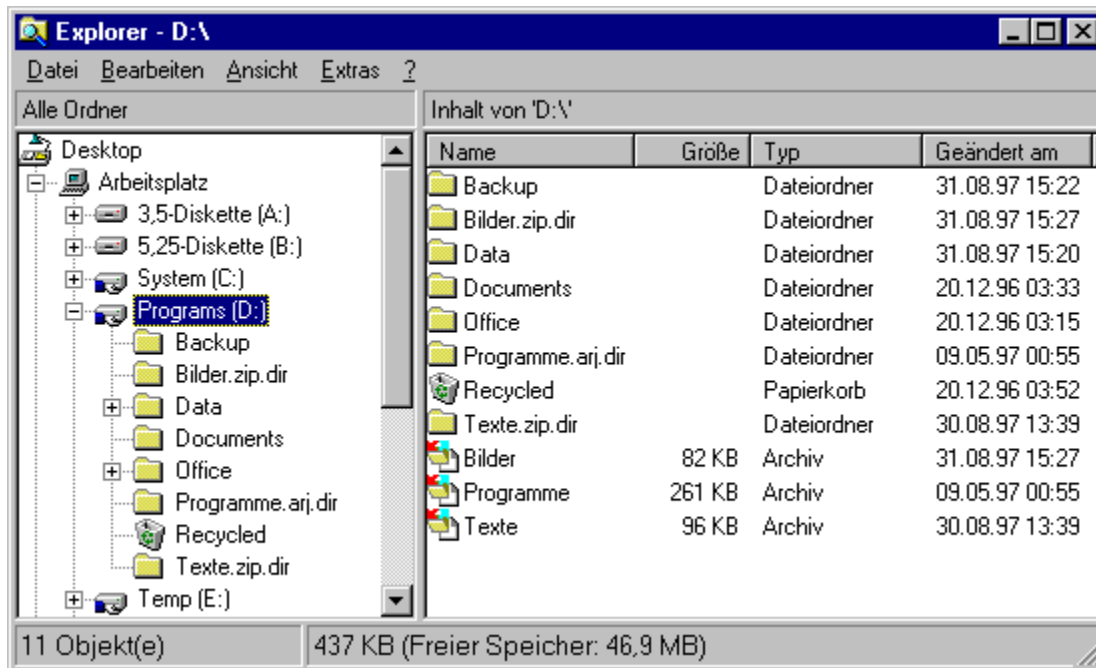 Explorer - D:\
Datei Bearbeiten Ansicht Extras ?
Alle Ordner
Desktop
Arbeitsplatz
3,5-Diskette (A:)
5,25-Diskette (B:)
System (C:)
Programs (D:)
Backup
Bilder.zip.dir
Data
Documents
Office
Programme.arj.dir
Recycled
Texte.zip.dir
Temp (E:)
Inhalt von 'D:\'
Name Größe Typ Geändert am
Backup Dateiordner 31.08.97 15:22
Bilder.zip.dir Dateiordner 31.08.97 15:27
Data Dateiordner 31.08.97 15:20
Documents Dateiordner 20.12.96 03:33
Office Dateiordner 20.12.96 03:15
Programme.arj.dir Dateiordner 09.05.97 00:55
Recycled Papierkorb 20.12.96 03:52
Texte.zip.dir Dateiordner 30.08.97 13:39
Bilder 82 KB Archiv 31.08.97 15:27
Programme 261 KB Archiv 09.05.97 00:55
Texte 96 KB Archiv 30.08.97 13:39
11 Objekt(e) 437 KB (Freier Speicher: 46,9 MB)